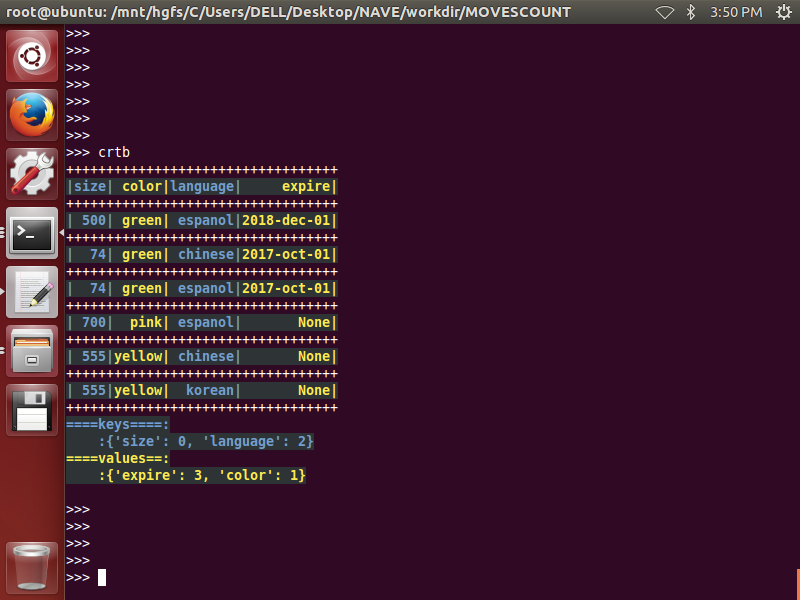 root@ubuntu: /mnt/hgfs/C/Users/DELL/Desktop/NAVE/workdir/MOVESCOUNT 3:50 PM
>>>
>>>
>>>
>>>
>>>
>>>
>>>
>>> crtb
++++++++++++++++++++++++++++++++++
|size| color|language|     expire|
++++++++++++++++++++++++++++++++++
| 500| green| espanol|2018-dec-01|
++++++++++++++++++++++++++++++++++
|  74| green| chinese|2017-oct-01|
++++++++++++++++++++++++++++++++++
|  74| green| espanol|2017-oct-01|
++++++++++++++++++++++++++++++++++
| 700|  pink| espanol|       None|
++++++++++++++++++++++++++++++++++
| 555|yellow| chinese|       None|
++++++++++++++++++++++++++++++++++
| 555|yellow|  korean|       None|
++++++++++++++++++++++++++++++++++
====keys====:
    :{'size': 0, 'language': 2}
====values==:
    :{'expire': 3, 'color': 1}
>>>
>>>
>>>
>>>
>>>